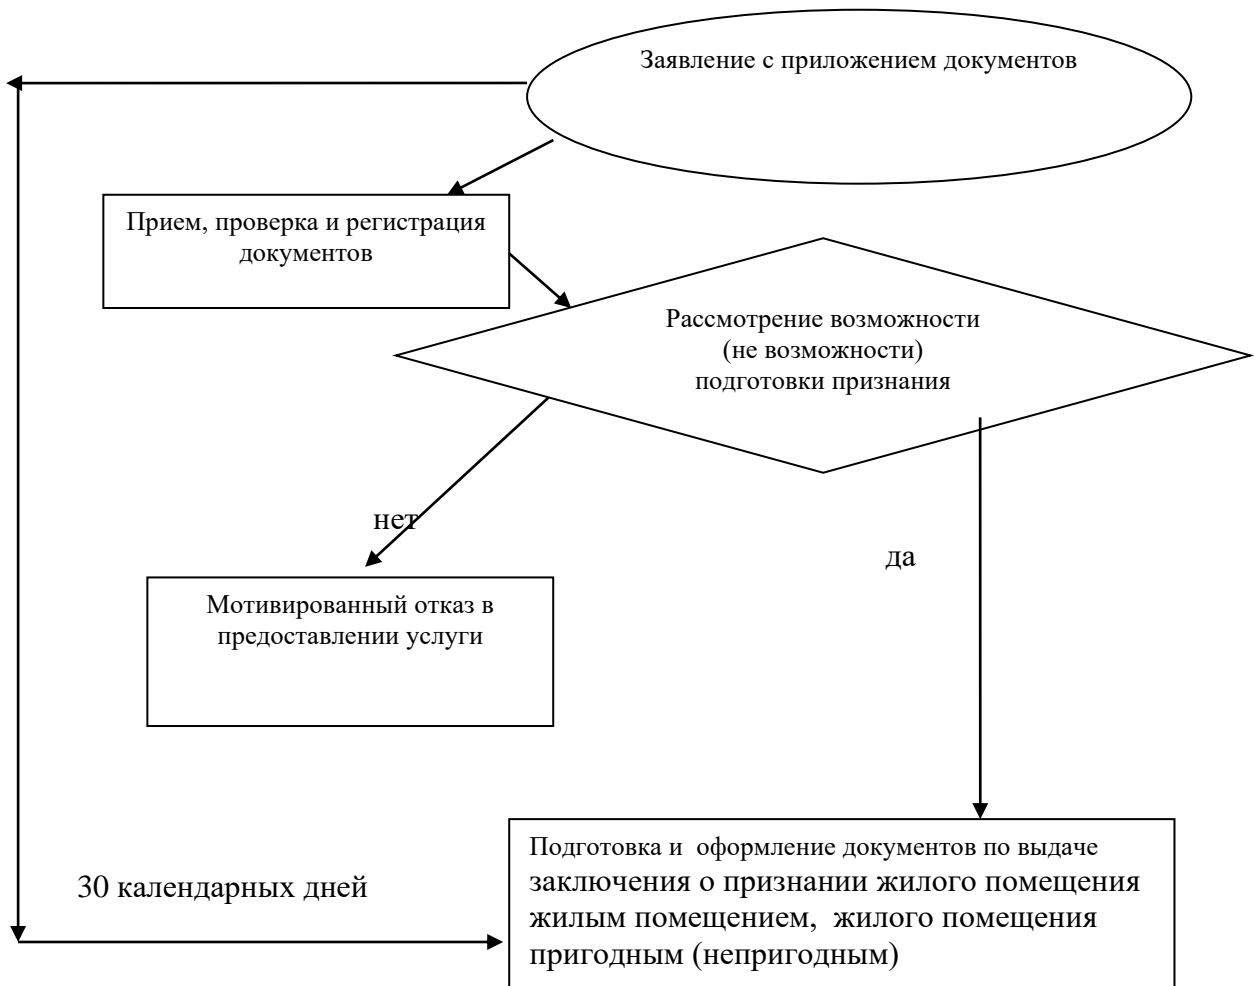 Заявление с приложением документов
Прием, проверка и регистрация
документов
Рассмотрение возможности
(не возможности)
подготовки признания
нет
да
Мотивированный отказ в
предоставлении услуги
30 календарных дней
Подготовка и оформление документов по выдаче
заключения о признании жилого помещения
жилым помещением, жилого помещения
пригодным (непригодным)